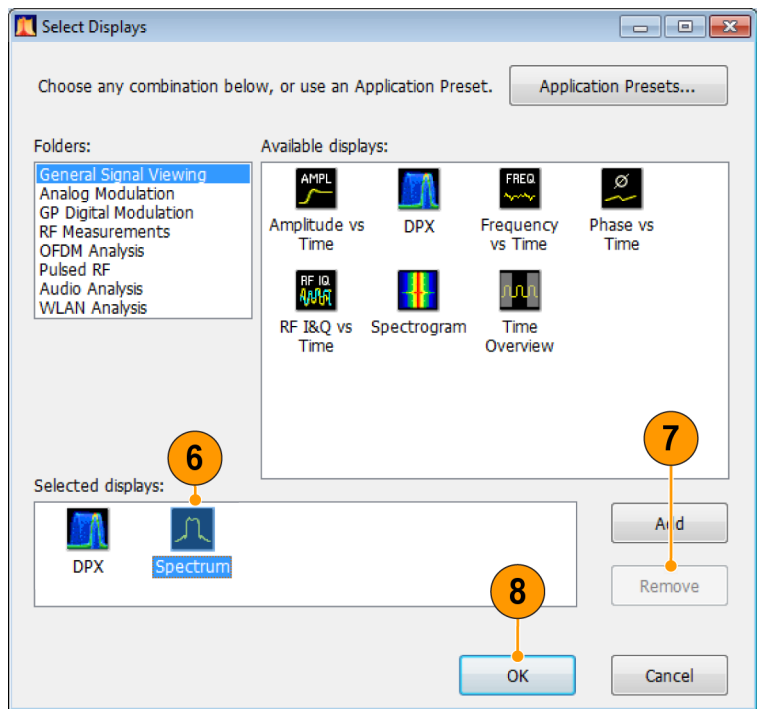 Select Displays
Choose any combination below, or use an Application Preset.
Application Presets...
Folders:
General Signal Viewing
Analog Modulation
GP Digital Modulation
RF Measurements
OFDM Analysis
Pulsed RF
Audio Analysis
WLAN Analysis
Available displays:
AMPL
Amplitude vs
Time
DPX
FREQ
Frequency
vs Time
Ø
Phase vs
Time
RF IQ
RF I&Q vs
Time
Spectrogram
Time
Overview
6
7
Selected displays:
DPX
Spectrum
Add
Remove
8
OK
Cancel